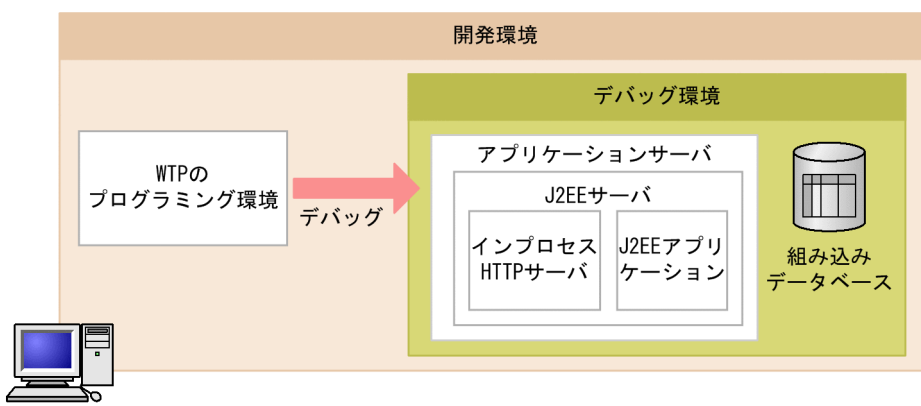 開発環境
デバッグ環境
WTPの
プログラミング環境
デバッグ
アプリケーションサーバ
J2EEサーバ
インプロセス
HTTPサーバ
J2EEアプリ
ケーション
組み込み
データベース